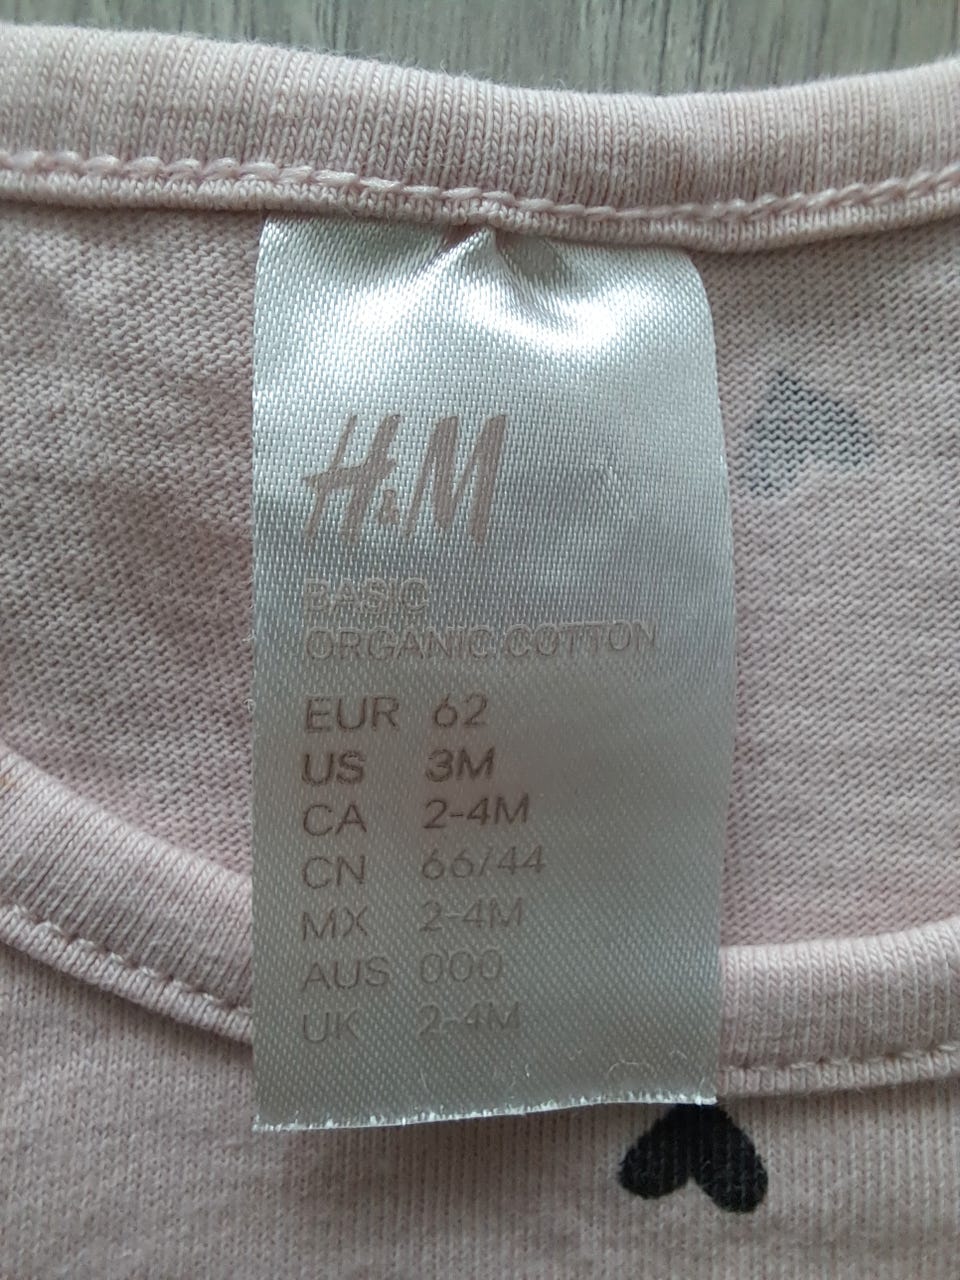 H&M
BASIC
ORGANIC COTTON
EUR 62
US 3M
CA 2-4M
CN 66/44
MX 2-4M
AUS 000
UK 2-4M